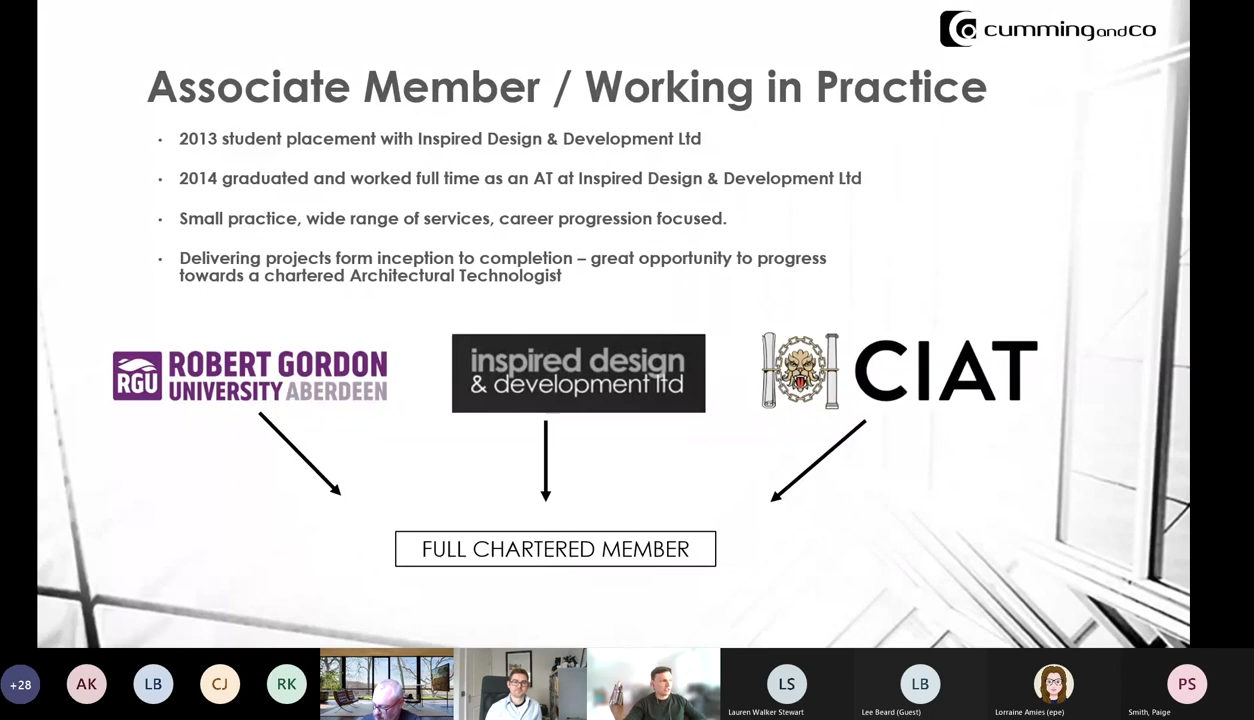 cummingandco
Associate Member / Working in Practice
• 2013 student placement with Inspired Design & Development Ltd
• 2014 graduated and worked full time as an AT at Inspired Design & Development Ltd
• Small practice, wide range of services, career progression focused.
• Delivering projects form inception to completion – great opportunity to progress
towards a chartered Architectural Technologist
RGU
ROBERT GORDON
UNIVERSITY ABERDEEN
inspired design
& development ltd
CIAT
FULL CHARTERED MEMBER
+28
AK
LB
CJ
RK
LS
LB
PS
Lauren Walker Stewart
Lee Beard (Guest)
Lorraine Amies (epe)
Smith, Paige